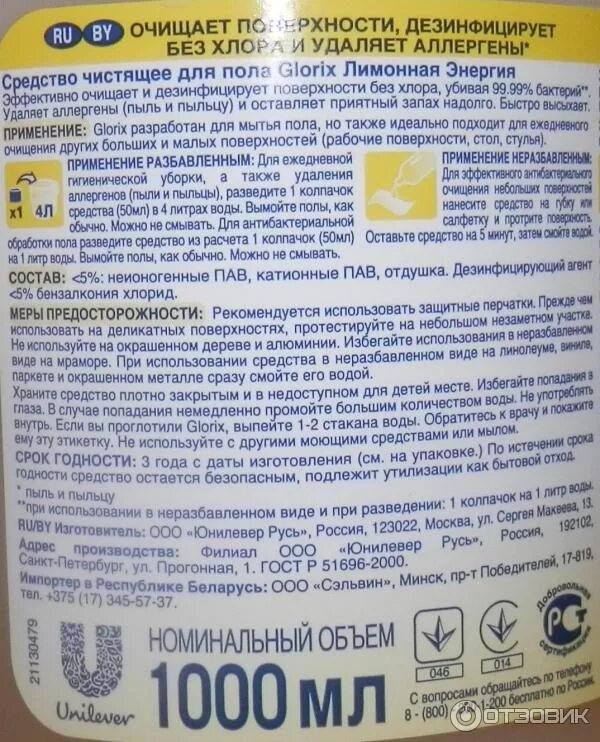 RU BY ОЧИЩАЕТ ПОВЕРХНОСТИ, ДЕЗИНФИЦИРУЕТ
БЕЗ ХЛОРА И УДАЛЯЕТ АЛЛЕРГЕНЫ*
Средство чистящее для пола Glorix Лимонная Энергия
Эффективно очищает и дезинфицирует поверхности без хлора, убивая 99.99% бактерий**.
Удаляет аллергены (пыль и пыльцу) и оставляет приятный запах надолго. Быстро высыхает.
ПРИМЕНЕНИЕ: Glorix разработан для мытья пола, но также идеально подходит для ежедневного
очищения других больших и малых поверхностей (рабочие поверхности, стол, стулья).
x1 4Л
ПРИМЕНЕНИЕ РАЗБАВЛЕННЫМ: Для ежедневной
гигиенической уборки, а также удаления
аллергенов (пыли и пыльцы), разведите 1 колпачок
средства (50мл) в 4 литрах воды. Вымойте полы, как
обычно. Можно не смывать. Для антибактериальной
обработки пола разведите средство из расчета 1 колпачок (50мл)
на 1 литр воды. Вымойте полы, как обычно. Можно не смывать.
ПРИМЕНЕНИЕ НЕРАЗБАВЛЕННЫМ:
Для эффективного антибактериального
очищения небольших поверхностей
нанесите средство на губку или
салфетку и протрите поверхность.
Оставьте средство на 5 минут, затем смойте водой.
СОСТАВ: <5%: неионогенные ПАВ, катионные ПАВ, отдушка. Дезинфицирующий агент
<5% бензалкония хлорид.
МЕРЫ ПРЕДОСТОРОЖНОСТИ: Рекомендуется использовать защитные перчатки. Прежде чем
использовать на деликатных поверхностях, протестируйте на небольшом незаметном участке.
Не используйте на окрашенном дереве и алюминии. Избегайте использования в неразбавленном
виде на мраморе. При использовании средства в неразбавленном виде на линолеуме, виниле,
паркете и окрашенном металле сразу смойте его водой.
Храните средство плотно закрытым и в недоступном для детей месте. Избегайте попадания в
глаза. В случае попадания немедленно промойте большим количеством воды. Не употреблять
внутрь. Если вы проглотили Glorix, выпейте 1-2 стакана воды. Обратитесь к врачу и покажите
ему эту этикетку. Не используйте с другими моющими средствами или мылом.
СРОК ГОДНОСТИ: 3 года с даты изготовления (см. на упаковке.) По истечении срока
годности средство остается безопасным, подлежит утилизации как бытовой отход.
* пыль и пыльцу
**при использовании в неразбавленном виде и при разведении: 1 колпачок на 1 литр воды.
RU/BY Изготовитель: ООО «Юнилевер Русь», Россия, 123022, Москва, ул. Сергея Макеева, 13.
Адрес производства: Филиал ООО «Юнилевер Русь», Россия, 192102,
Санкт-Петербург, ул. Прогонная, 1. ГОСТ Р 51696-2000.
Импортер в Республике Беларусь: ООО «Сэльвин», Минск, пр-т Победителей, 17-819,
тел. +375 (17) 345-57-37.
21130479
Unilever
НОМИНАЛЬНЫЙ ОБЪЕМ
1000 МЛ
046
014
Добровольная
РСТ
сертификация
С вопросами обращайтесь по телефону
8 - (800) 1-200 бесплатно по России.
ОТЗОВИК